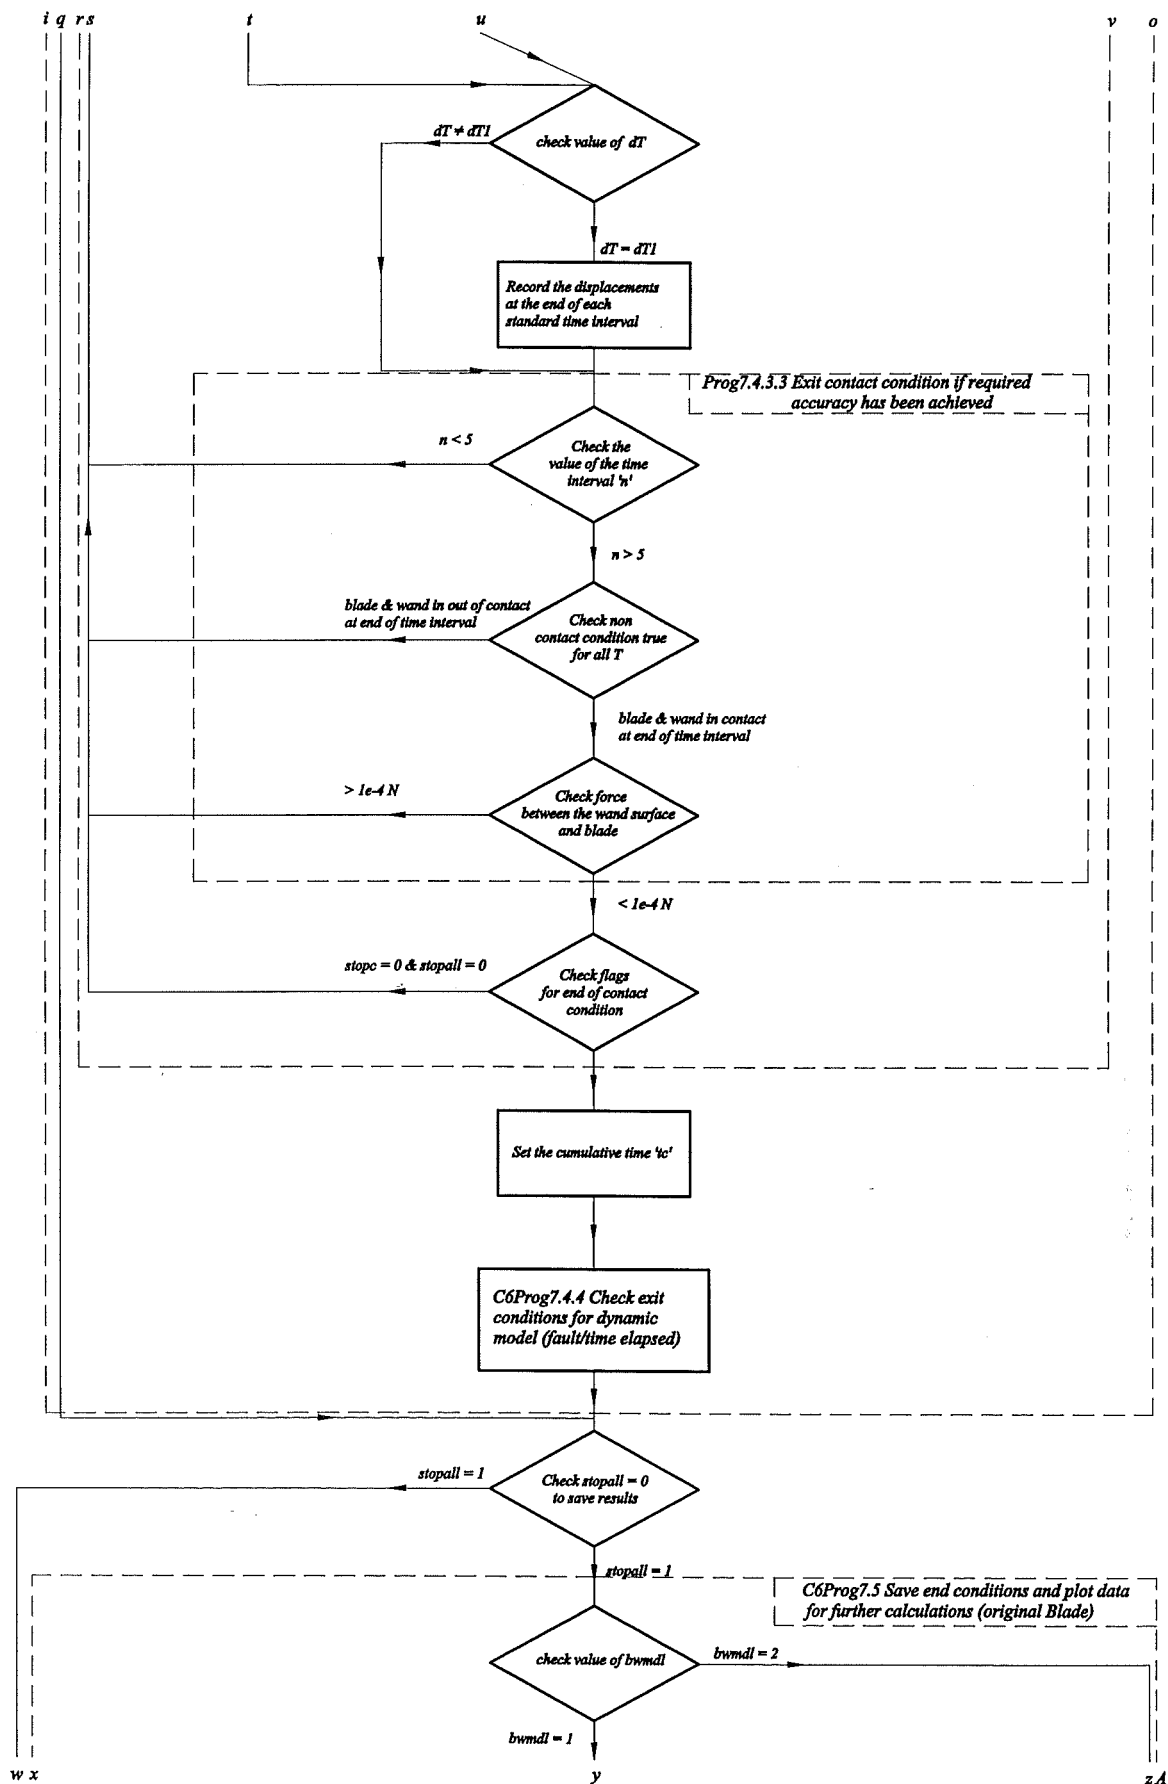 i q r s t u v o
check value of dT
dT ≠ dT1
dT = dT1
Record the displacements
at the end of each
standard time interval
Prog7.4.3.3 Exit contact condition if required
accuracy has been achieved
n < 5
Check the
value of the time
interval 'n'
n > 5
blade & wand in out of contact
at end of time interval
Check non
contact condition true
for all T
blade & wand in contact
at end of time interval
> 1e-4 N
Check force
between the wand surface
and blade
< 1e-4 N
stopc = 0 & stopall = 0
Check flags
for end of contact
condition
Set the cumulative time 'tc'
C6Prog7.4.4 Check exit
conditions for dynamic
model (fault/time elapsed)
stopall = 1
Check stopall = 0
to save results
stopall = 1
C6Prog7.5 Save end conditions and plot data
for further calculations (original Blade)
check value of bwmdl
bwmdl = 2
bwmdl = 1
w x y z A